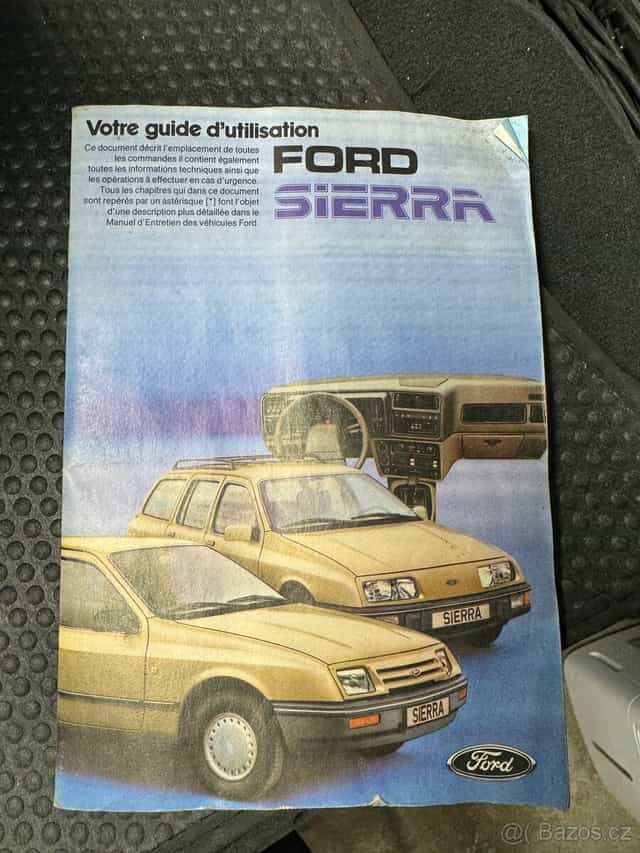 Votre guide d'utilisation
Ce document décrit l'emplacement de toutes
les commandes il contient également
toutes les informations techniques ainsi que
les opérations à effectuer en cas d'urgence.
Tous les chapitres qui dans ce document
sont repérés par un astérisque [*] font l'objet
d'une description plus détaillée dans le
Manuel d'Entretien des véhicules Ford.
FORD
SIERRA
SIERRA
SIERRA
Ford
@ Bazos.cz